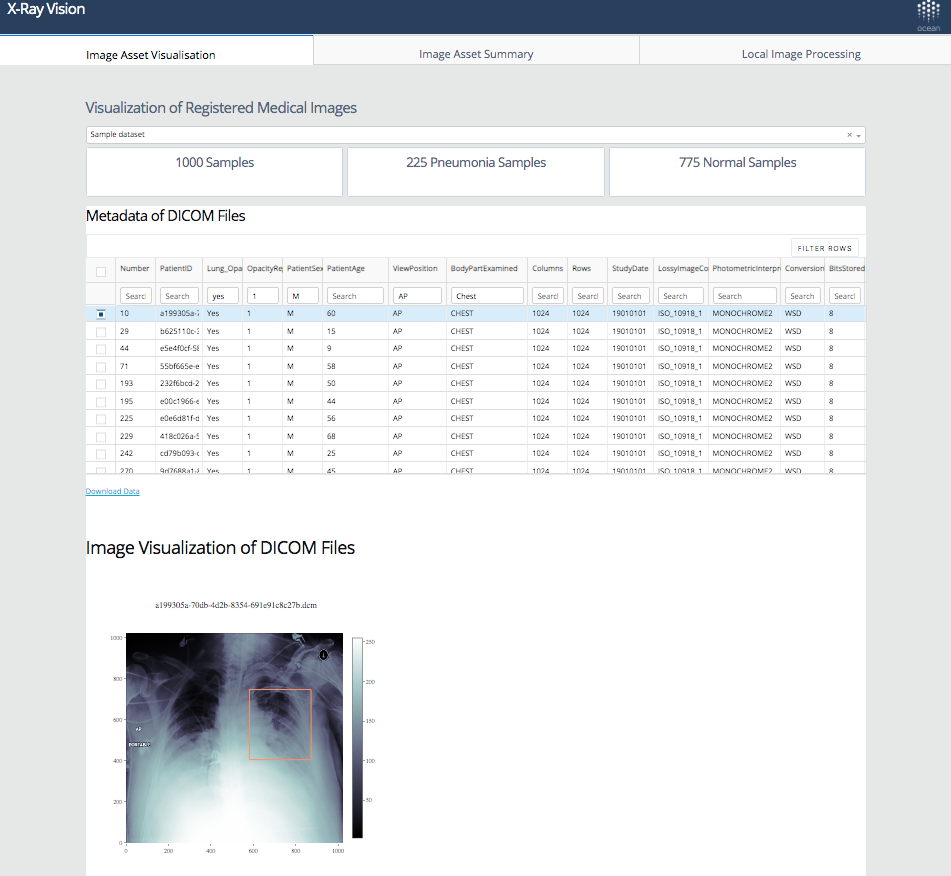 X-Ray Vision
ocean
Image Asset Visualisation Image Asset Summary Local Image Processing
Visualization of Registered Medical Images
Sample dataset × 
1000 Samples 225 Pneumonia Samples 775 Normal Samples
Metadata of DICOM Files
FILTER ROWS
Number PatientID Lung_Opa OpacityRe PatientSex PatientAge ViewPosition BodyPartExamined Columns Rows StudyDate LossyImageCo PhotometricInterpr Conversion BitsStored
Searcl Search yes 1 M Search AP Chest Searcl Searcl Search Search Search Search Searcl
10 a199305a-7 Yes 1 M 60 AP CHEST 1024 1024 19010101 ISO_10918_1 MONOCHROME2 WSD 8
29 b625110c-3 Yes 1 M 15 AP CHEST 1024 1024 19010101 ISO_10918_1 MONOCHROME2 WSD 8
44 e5e4f0cf-58 Yes 1 M 9 AP CHEST 1024 1024 19010101 ISO_10918_1 MONOCHROME2 WSD 8
71 55bf665e-e Yes 1 M 58 AP CHEST 1024 1024 19010101 ISO_10918_1 MONOCHROME2 WSD 8
193 232f6bcd-2 Yes 1 M 50 AP CHEST 1024 1024 19010101 ISO_10918_1 MONOCHROME2 WSD 8
195 e00c1966-e Yes 1 M 44 AP CHEST 1024 1024 19010101 ISO_10918_1 MONOCHROME2 WSD 8
225 e0e6d81f-d Yes 1 M 56 AP CHEST 1024 1024 19010101 ISO_10918_1 MONOCHROME2 WSD 8
229 418c026a-5 Yes 1 M 68 AP CHEST 1024 1024 19010101 ISO_10918_1 MONOCHROME2 WSD 8
242 cd79b093-c Yes 1 M 25 AP CHEST 1024 1024 19010101 ISO_10918_1 MONOCHROME2 WSD 8
270 9d7688a1-8 Yes 1 M 45 AP CHEST 1024 1024 19010101 ISO_10918_1 MONOCHROME2 WSD 8
Download Data
Image Visualization of DICOM Files
a199305a-70db-4d2b-8354-691e91c8c27b.dcm
1000 250
800
200
600 150
AP
PORTABLE
400 100
200 50
0
0 200 400 600 800 1000